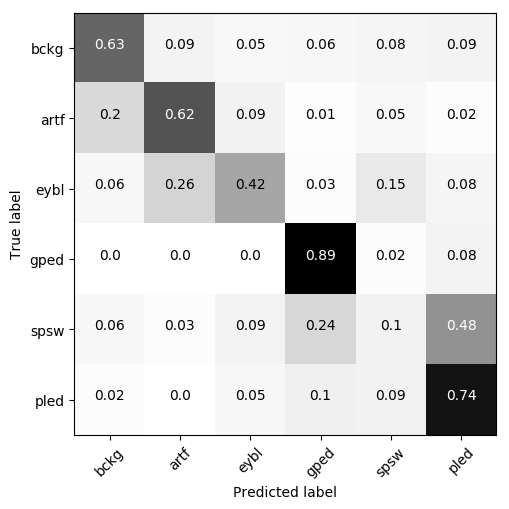 bckg 0.63 0.09 0.05 0.06 0.08 0.09
artf 0.2 0.62 0.09 0.01 0.05 0.02
eybl 0.06 0.26 0.42 0.03 0.15 0.08
gped 0.0 0.0 0.0 0.89 0.02 0.08
spsw 0.06 0.03 0.09 0.24 0.1 0.48
pled 0.02 0.0 0.05 0.1 0.09 0.74
True label
bckg artf eybl gped spsw pled
Predicted label